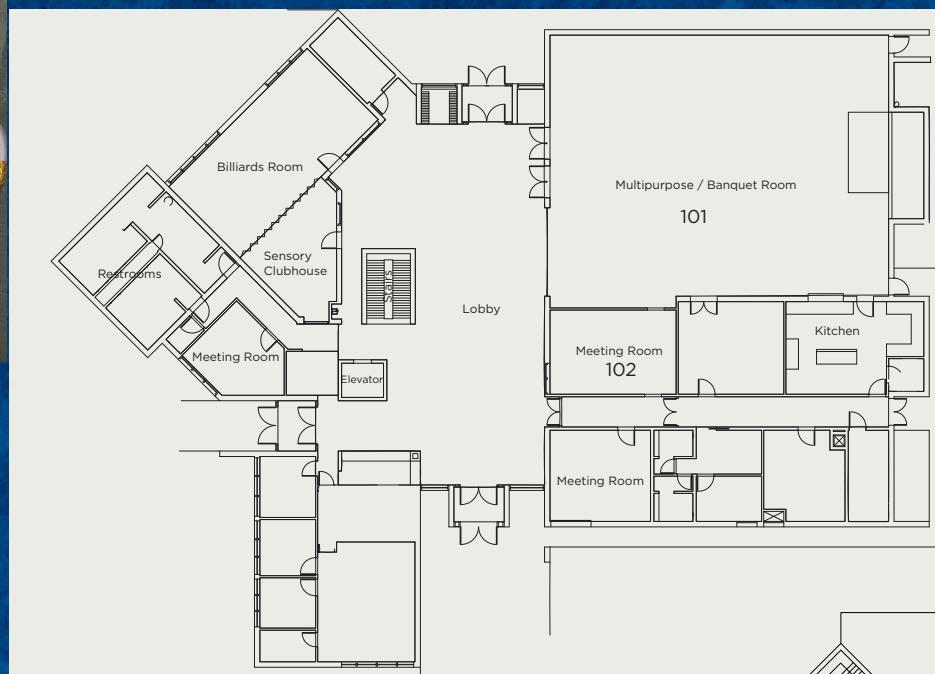 Billiards Room
Multipurpose / Banquet Room
101
Sensory
Clubhouse
Restrooms
Stairs
Lobby
Kitchen
Meeting Room
Meeting Room
102
Elevator
Meeting Room